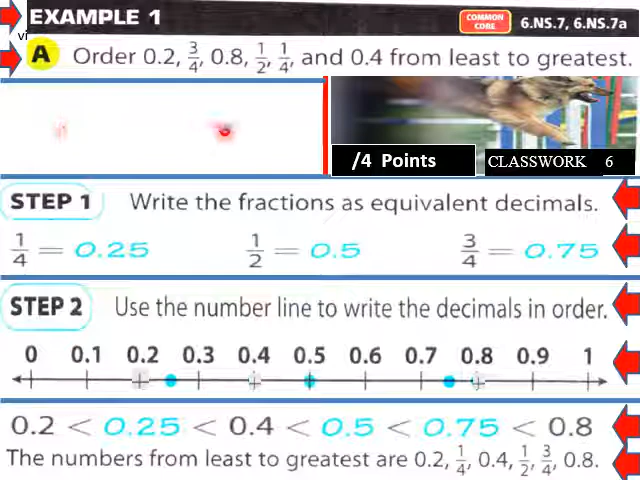 EXAMPLE 1
COMMON CORE
6.NS.7, 6.NS.7a
vi
A Order 0.2, 3/4, 0.8, 1/2, 1/4, and 0.4 from least to greatest.
/4 Points
CLASSWORK 6
STEP 1 Write the fractions as equivalent decimals.
1/4 = 0.25 1/2 = 0.5 3/4 = 0.75
STEP 2 Use the number line to write the decimals in order.
0 0.1 0.2 0.3 0.4 0.5 0.6 0.7 0.8 0.9 1
0.2 < 0.25 < 0.4 < 0.5 < 0.75 < 0.8
The numbers from least to greatest are 0.2, 1/4, 0.4, 1/2, 3/4, 0.8.